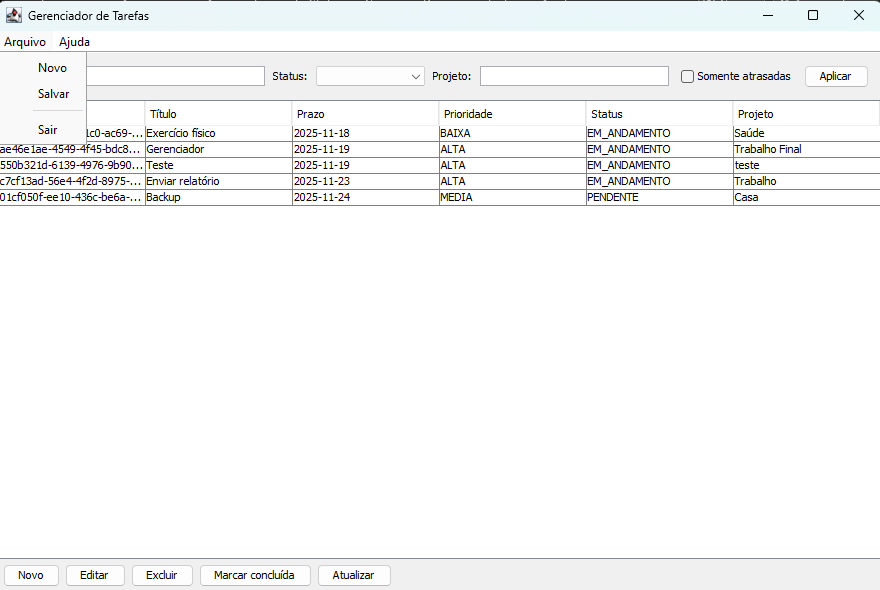 Gerenciador de Tarefas
Arquivo Ajuda
Novo
Salvar
Sair
Status: Projeto: Somente atrasadas Aplicar
Título Prazo Prioridade Status Projeto
1c0-ac69-... Exercício físico 2025-11-18 BAIXA EM_ANDAMENTO Saúde
ae46e1ae-4549-4f45-bdc8... Gerenciador 2025-11-19 ALTA EM_ANDAMENTO Trabalho Final
550b321d-6139-4976-9b90... Teste 2025-11-19 ALTA EM_ANDAMENTO teste
c7cf13ad-56e4-4f2d-8975-... Enviar relatório 2025-11-23 ALTA EM_ANDAMENTO Trabalho
01cf050f-ee10-436c-be6a-... Backup 2025-11-24 MEDIA PENDENTE Casa
Novo Editar Excluir Marcar concluída Atualizar